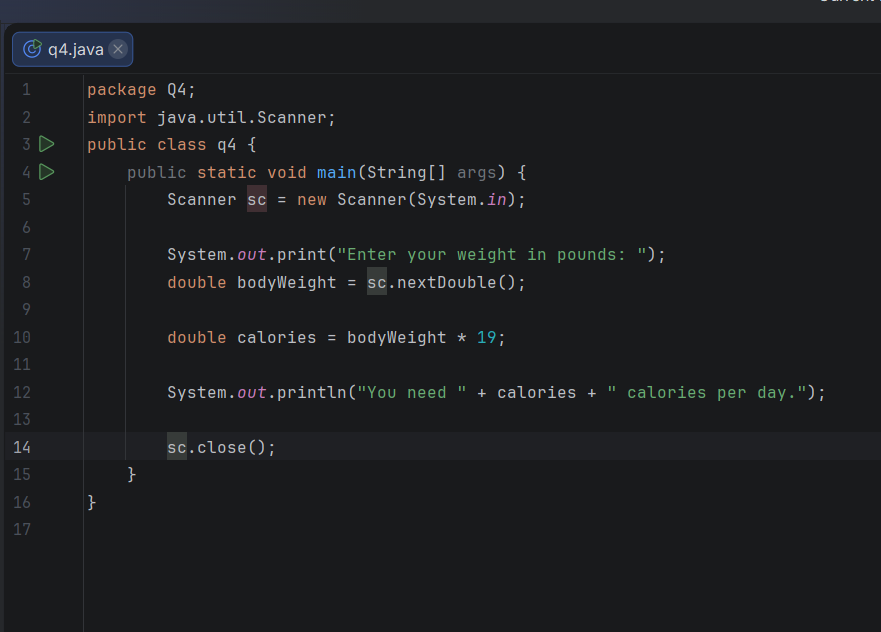 q4.java
1 package Q4;
2 import java.util.Scanner;
3 public class q4 {
4     public static void main(String[] args) {
5         Scanner sc = new Scanner(System.in);
6
7         System.out.print("Enter your weight in pounds: ");
8         double bodyWeight = sc.nextDouble();
9
10         double calories = bodyWeight * 19;
11
12         System.out.println("You need " + calories + " calories per day.");
13
14         sc.close();
15     }
16 }
17